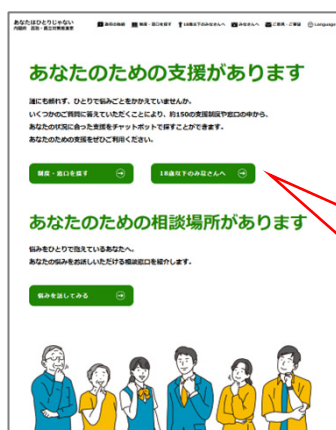 あなたはひとりじゃない
内閣府 孤独・孤立対策推進室
制度・窓口を探す
18歳以下のみなさんへ
Language
あなたのための支援があります
誰にも頼れず、ひとりで悩みごとをかかえていませんか。
いくつかのご質問に答えていただくことにより、約150の支援制度や窓口の中から、
あなたの状況に合った支援をチャットボットで探すことができます。
あなたのための支援をぜひご利用ください。
制度・窓口を探す
18歳以下のみなさんへ
あなたのための相談場所があります
悩みをひとりで抱えているあなたへ。
あなたの悩みをお話しいただける相談窓口を紹介します。
悩みを話してみる